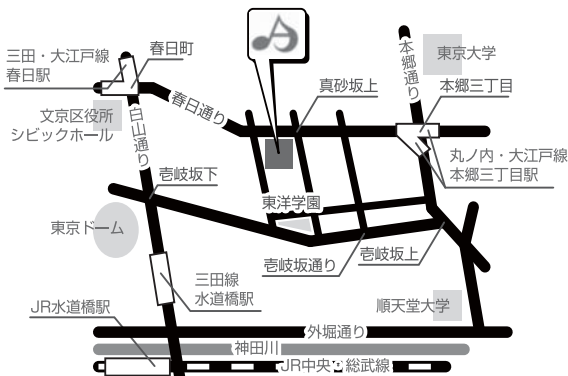 三田・大江戸線
春日駅
春日町
本郷通り
東京大学
春日通り
真砂坂上
本郷三丁目
文京区役所
シビックホール
白山通り
丸ノ内・大江戸線
本郷三丁目駅
壱岐坂下
東洋学園
東京ドーム
壱岐坂通り
壱岐坂上
三田線
水道橋駅
順天堂大学
JR水道橋駅
外堀通り
神田川
JR中央・総武線